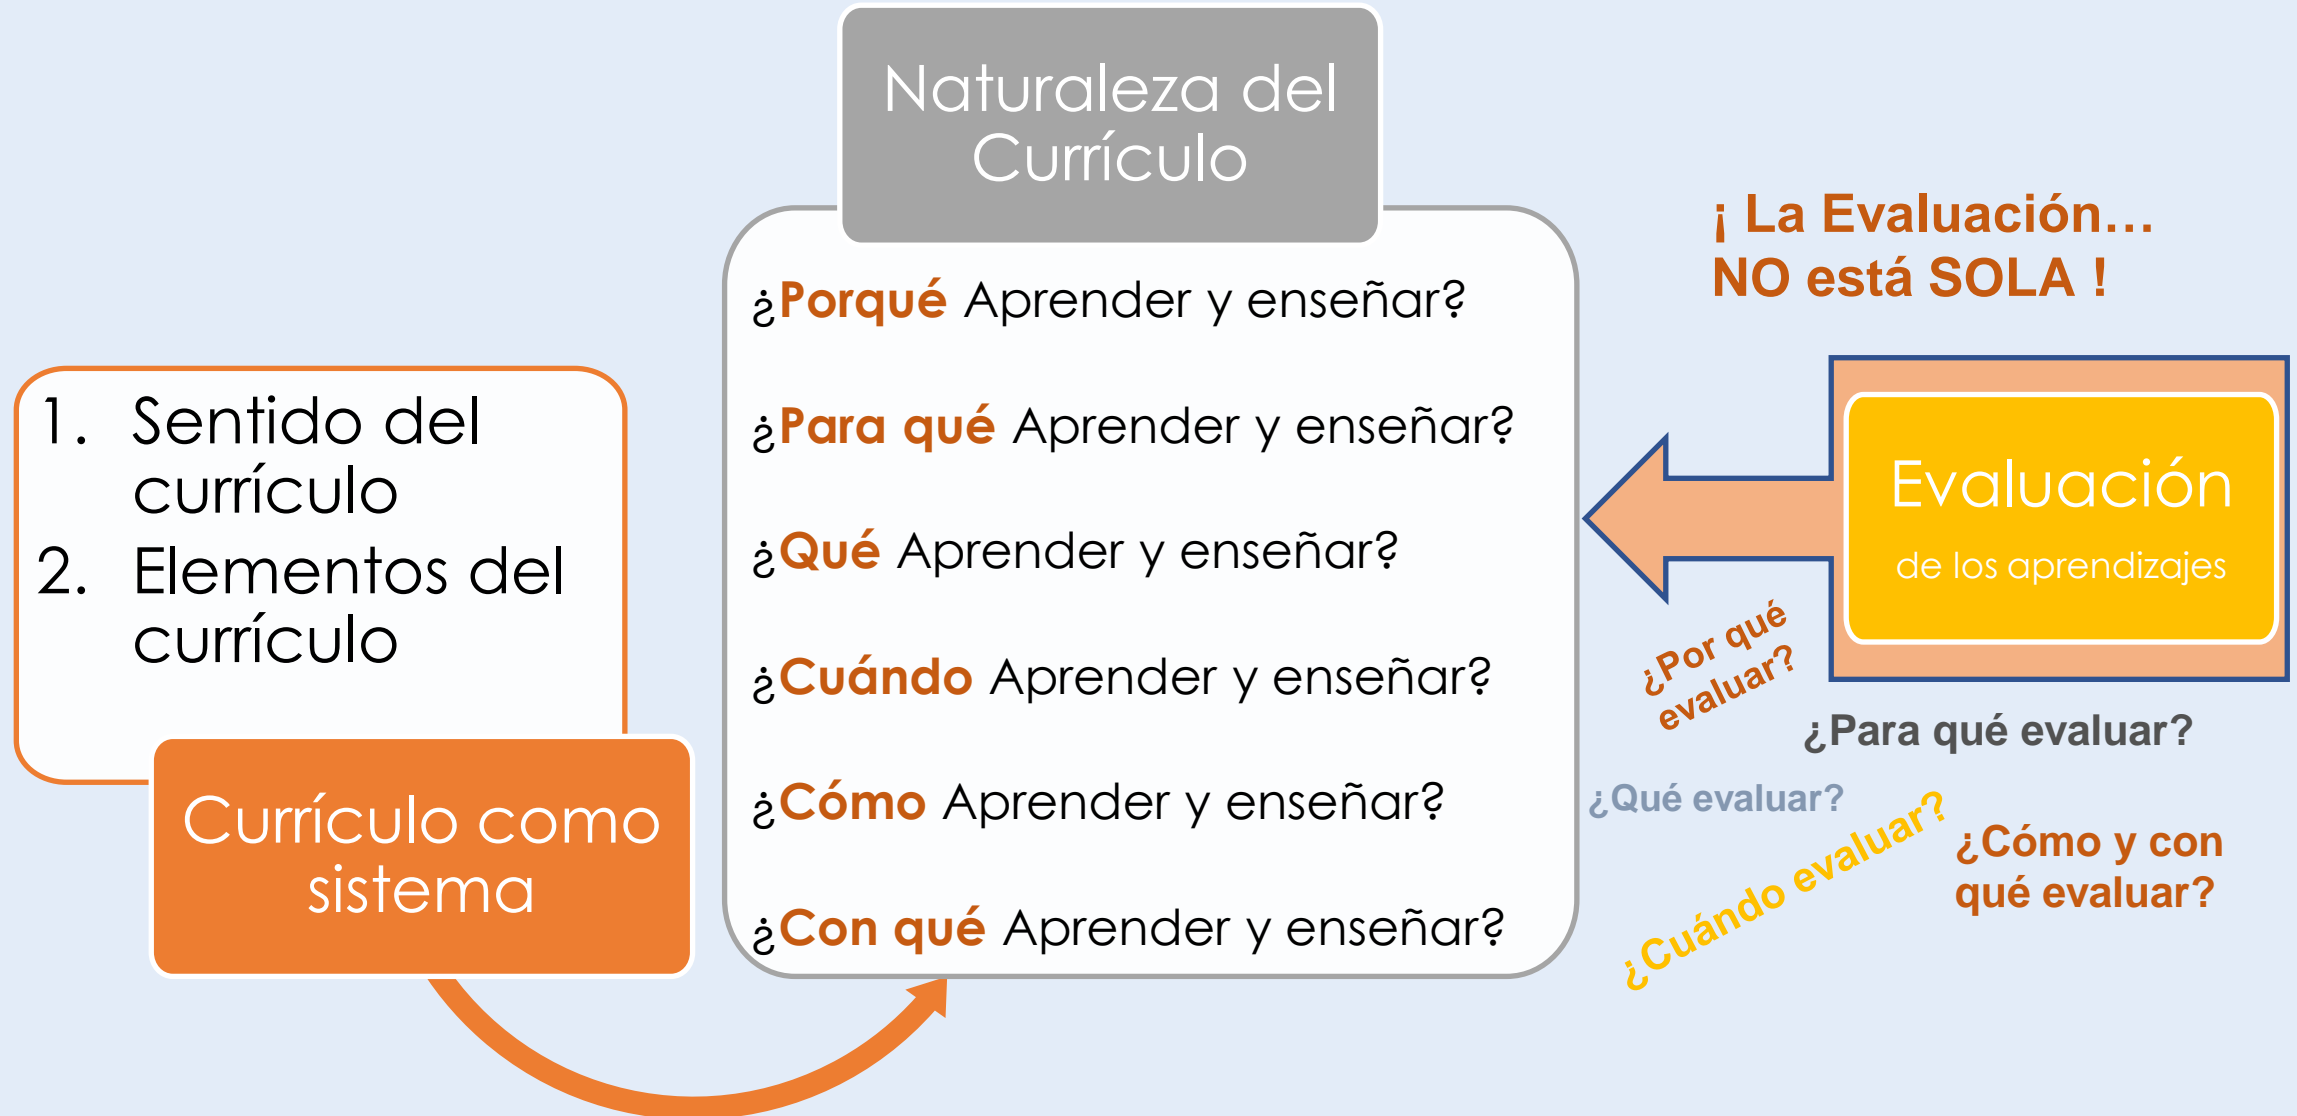 Naturaleza del
Currículo
¡ La Evaluación…
NO está SOLA !
1. Sentido del
currículo
2. Elementos del
currículo
Currículo como
sistema
¿Porqué Aprender y enseñar?
¿Para qué Aprender y enseñar?
¿Qué Aprender y enseñar?
¿Cuándo Aprender y enseñar?
¿Cómo Aprender y enseñar?
¿Con qué Aprender y enseñar?
Evaluación
de los aprendizajes
¿Por qué
evaluar?
¿Para qué evaluar?
¿Qué evaluar?
¿Cuándo evaluar?
¿Cómo y con
qué evaluar?